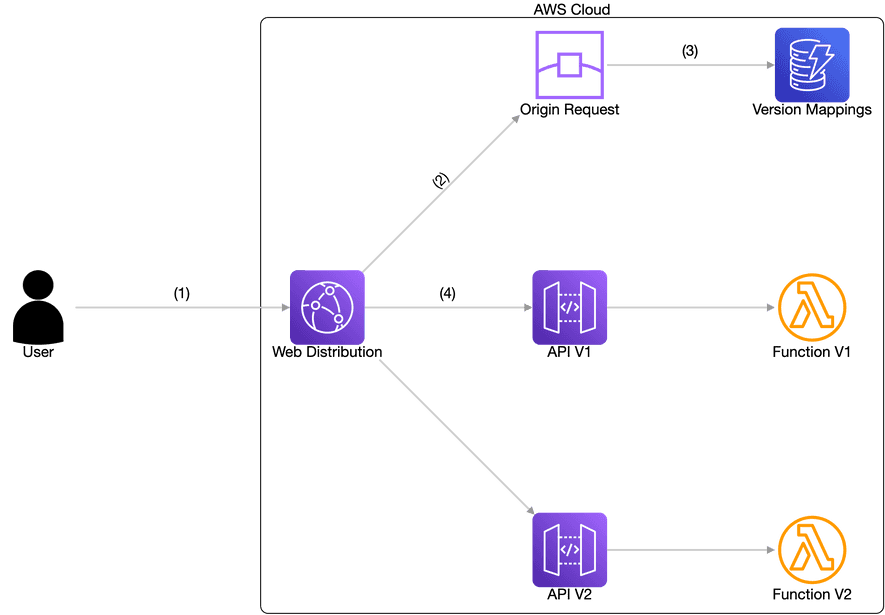 AWS Cloud
(3)
Origin Request
Version Mappings
(2)
(1)
(4)
</>
</>
User
Web Distribution
API V1
Function V1
API V2
Function V2